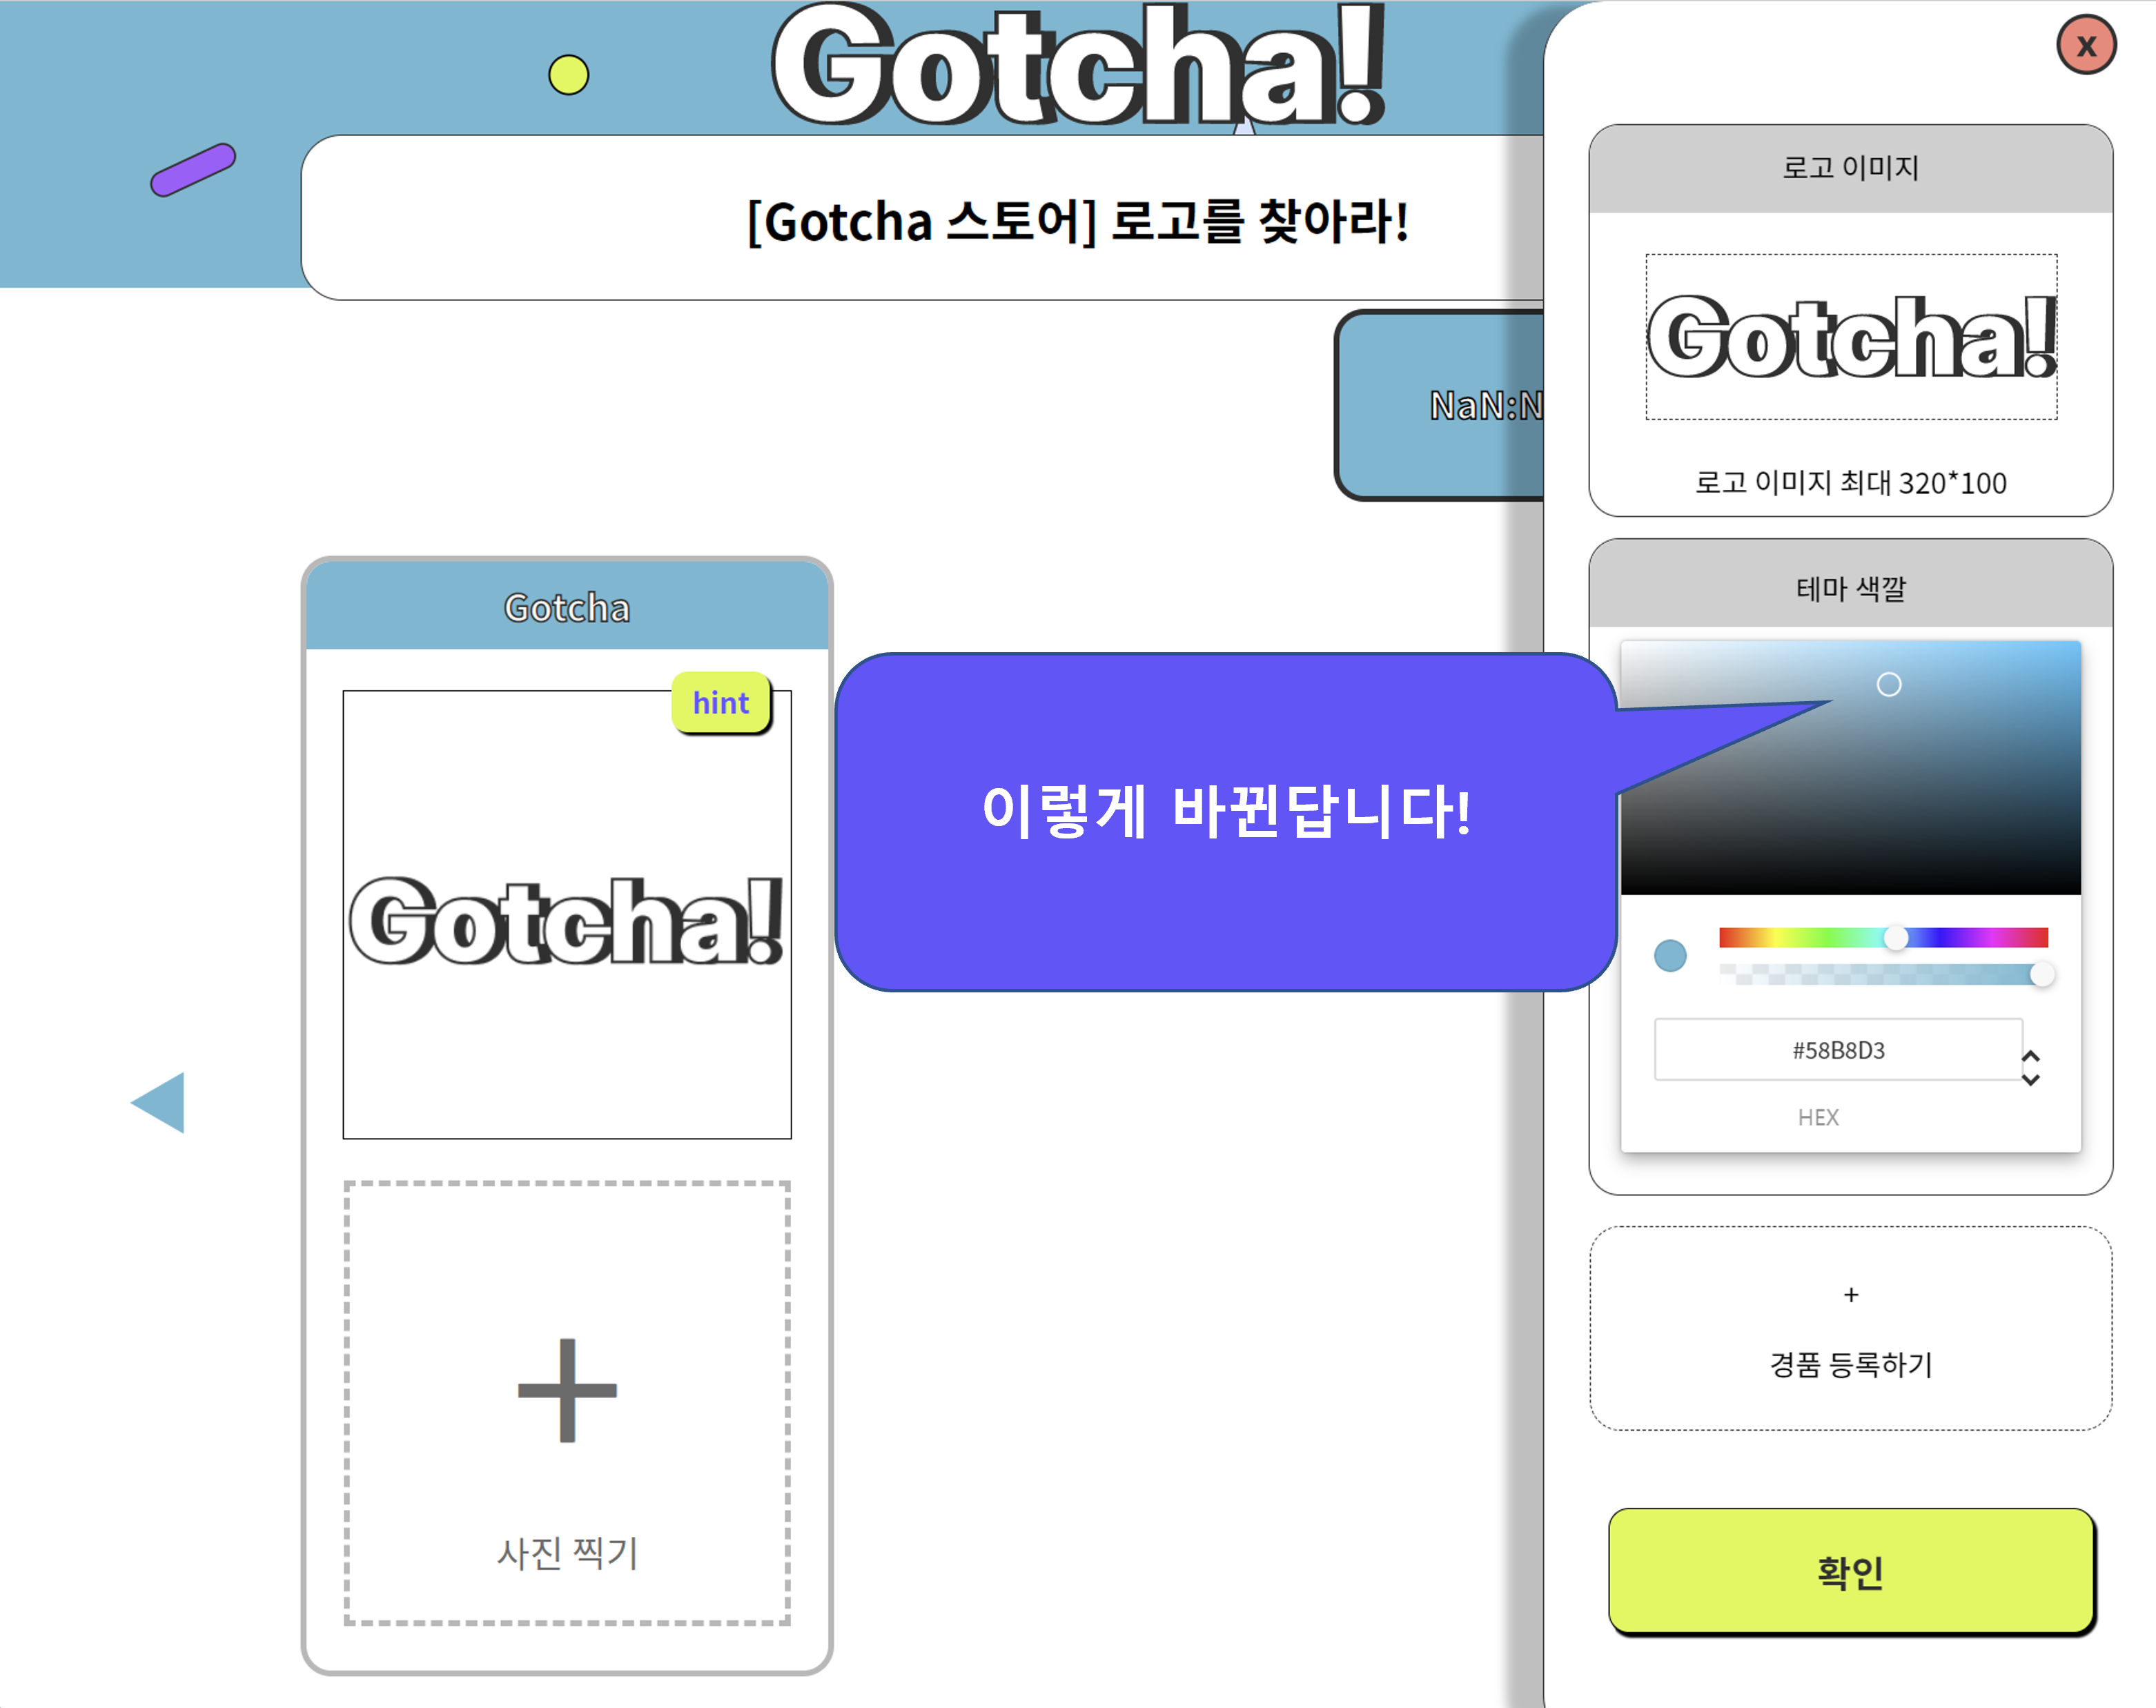 Gotcha!
[Gotcha 스토어] 로고를 찾아라!
NaN:N
Gotcha
hint
Gotcha!
사진 찍기
이렇게 바뀐답니다!
x
로고 이미지
Gotcha!
로고 이미지 최대 320*100
테마 색깔
#58B8D3
HEX
+
경품 등록하기
확인